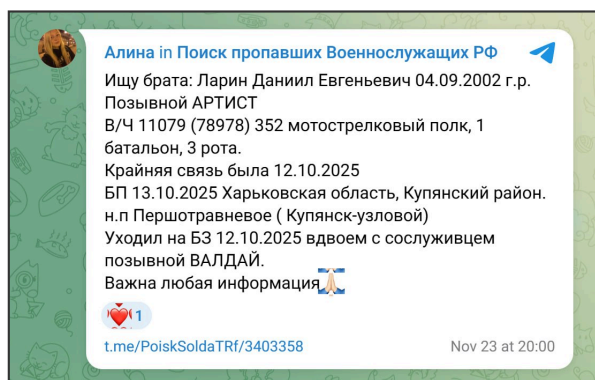 Алина in Поиск пропавших Военнослужащих РФ
Ищу брата: Ларин Даниил Евгеньевич 04.09.2002 г.р.
Позывной АРТИСТ
В/Ч 11079 (78978) 352 мотострелковый полк, 1
батальон, 3 рота.
Крайняя связь была 12.10.2025
БП 13.10.2025 Харьковская область, Купянский район.
н.п Першотравневое ( Купянск-узловой)
Уходил на БЗ 12.10.2025 вдвоем с сослуживцем
позывной ВАЛДАЙ.
Важна любая информация🙏🏻
1
t.me/PoiskSoldaTRf/3403358
Nov 23 at 20:00